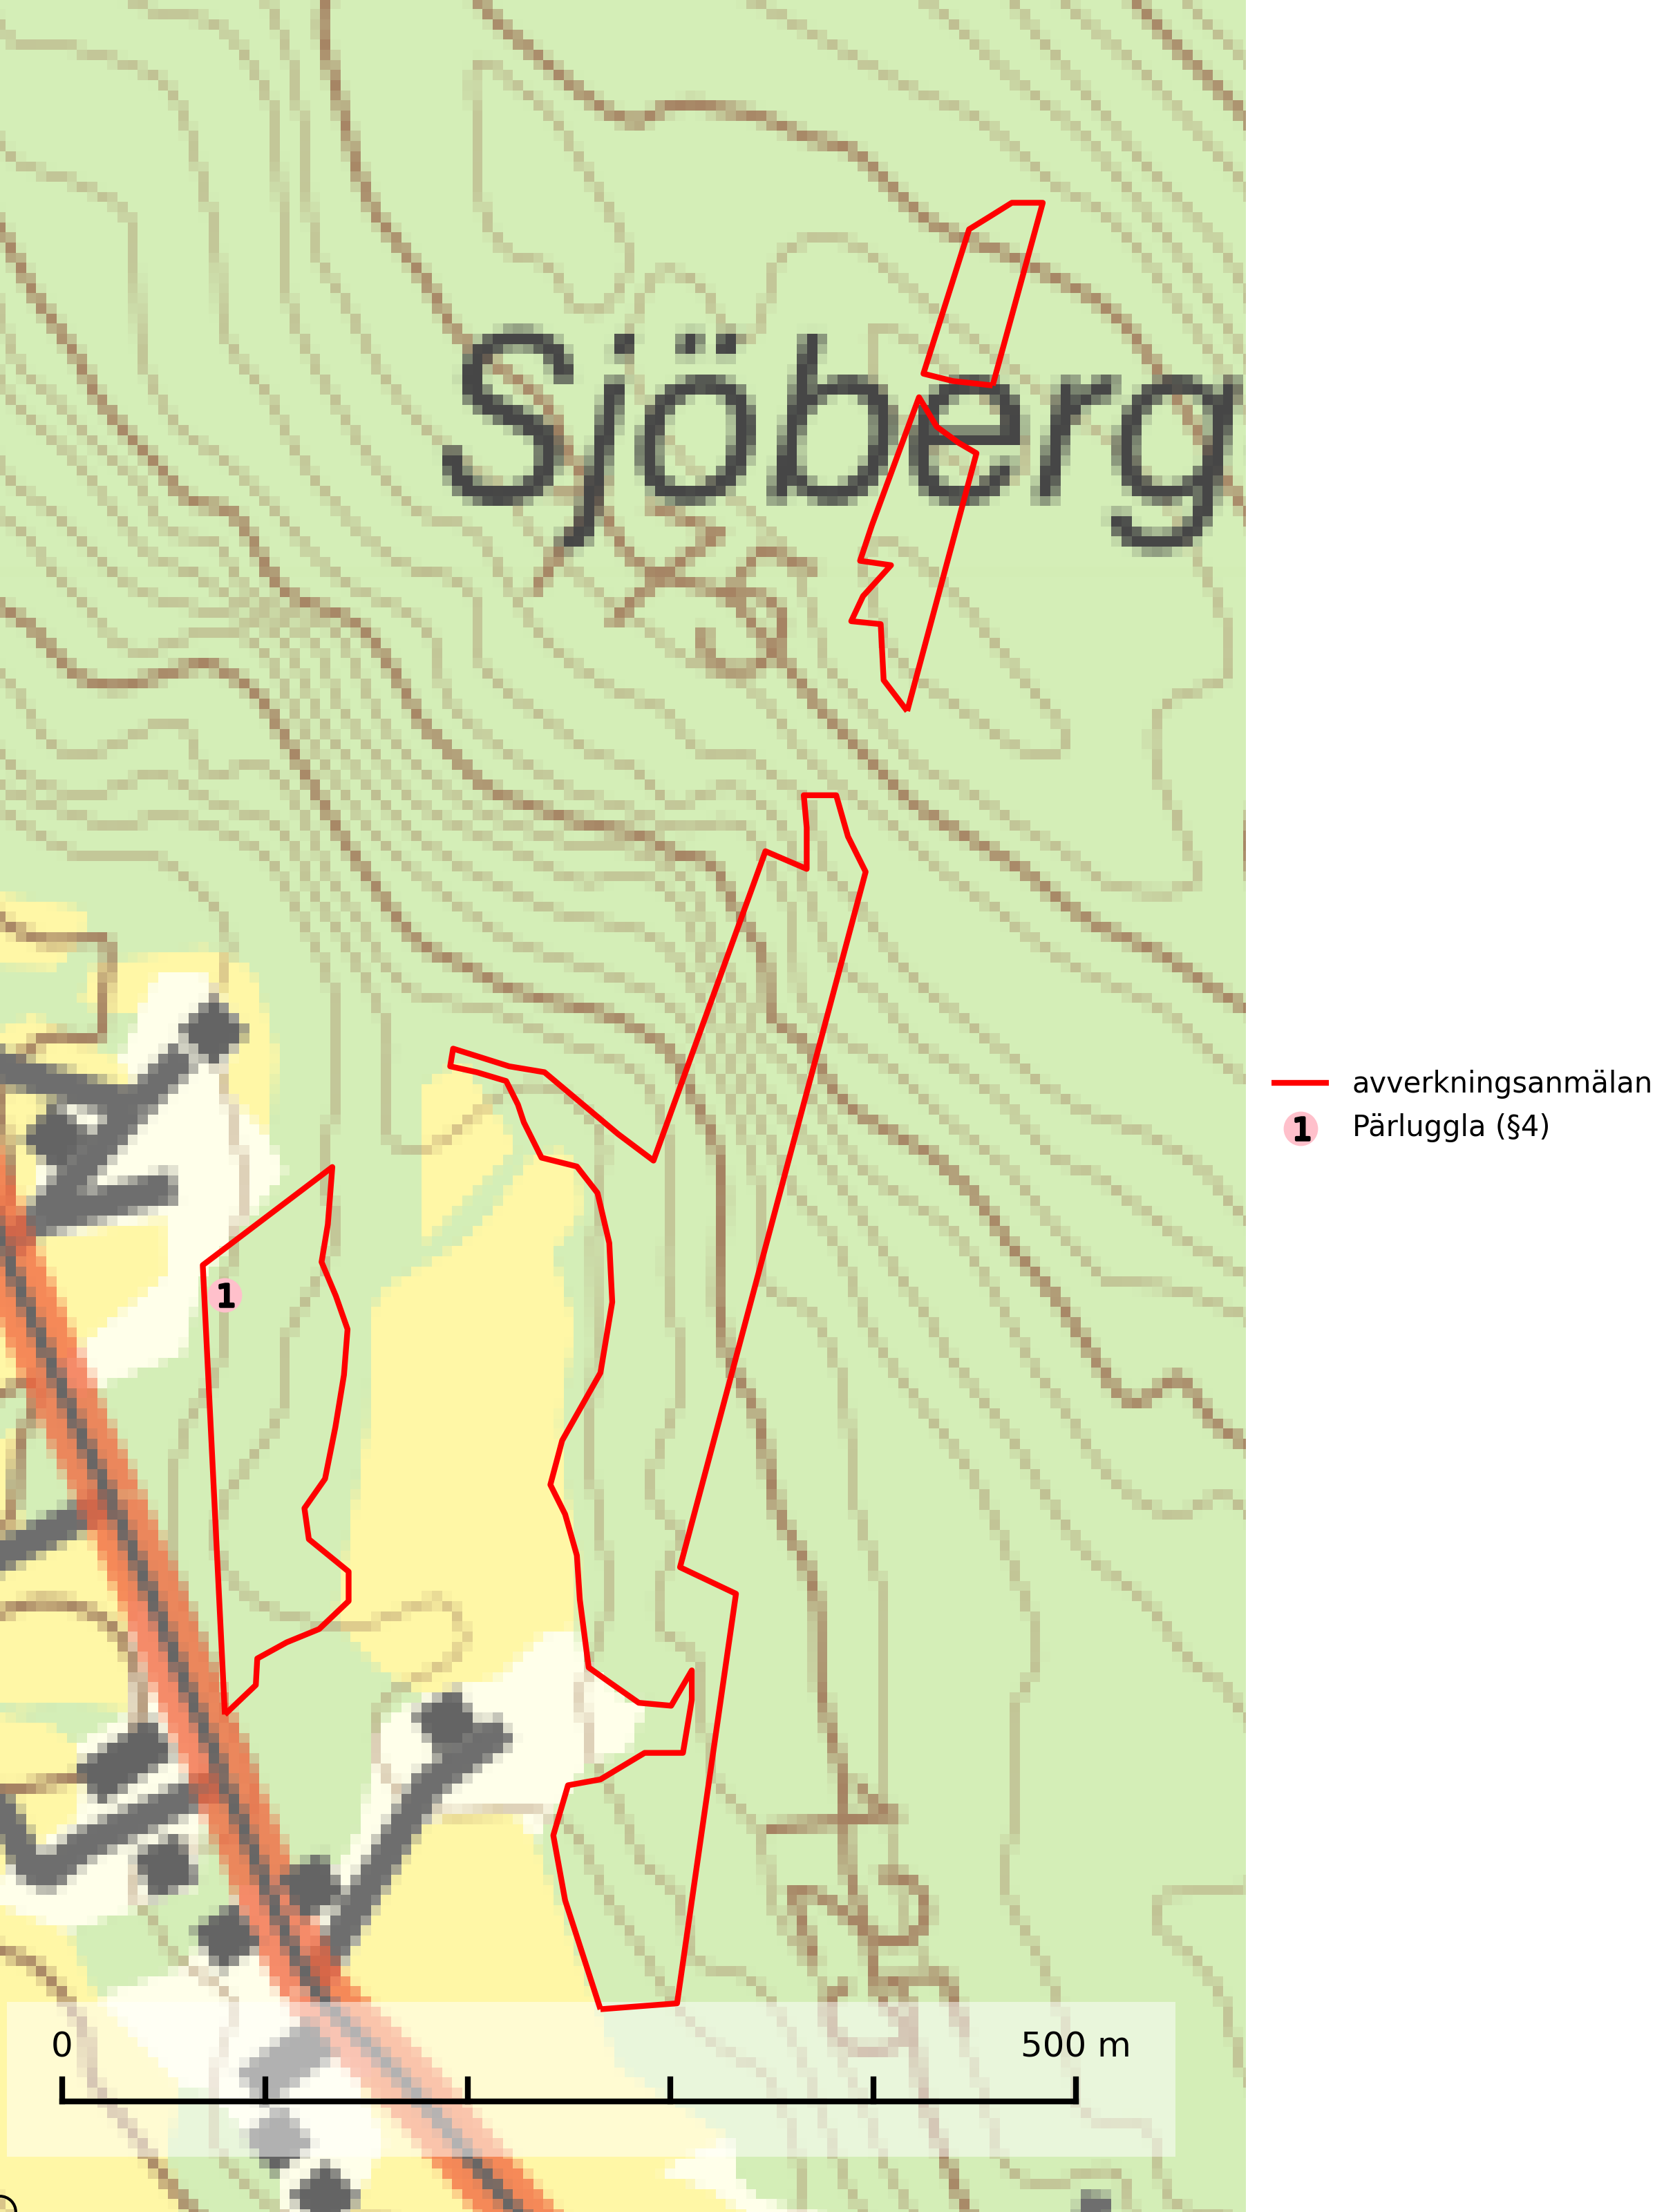 Sjöberg
avverkningsanmälan
1 Pärluggla (§4)
1
0 500 m